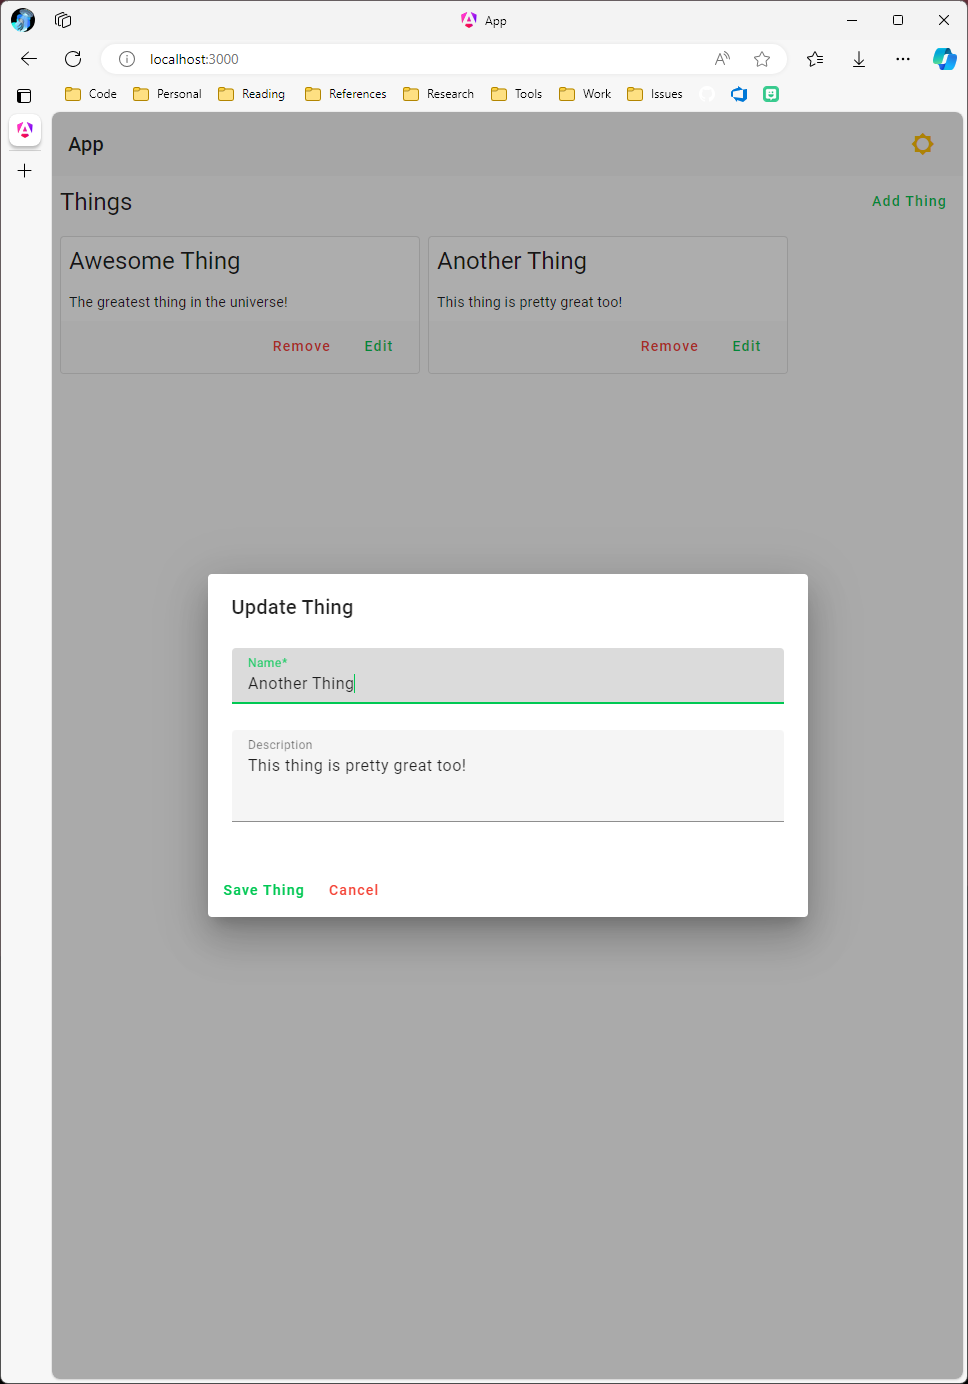 App
localhost:3000
Code Personal Reading References Research Tools Work Issues
App
Things
Add Thing
Awesome Thing
The greatest thing in the universe!
Remove Edit
Another Thing
This thing is pretty great too!
Remove Edit
Update Thing
Name*
Another Thing
Description
This thing is pretty great too!
Save Thing Cancel